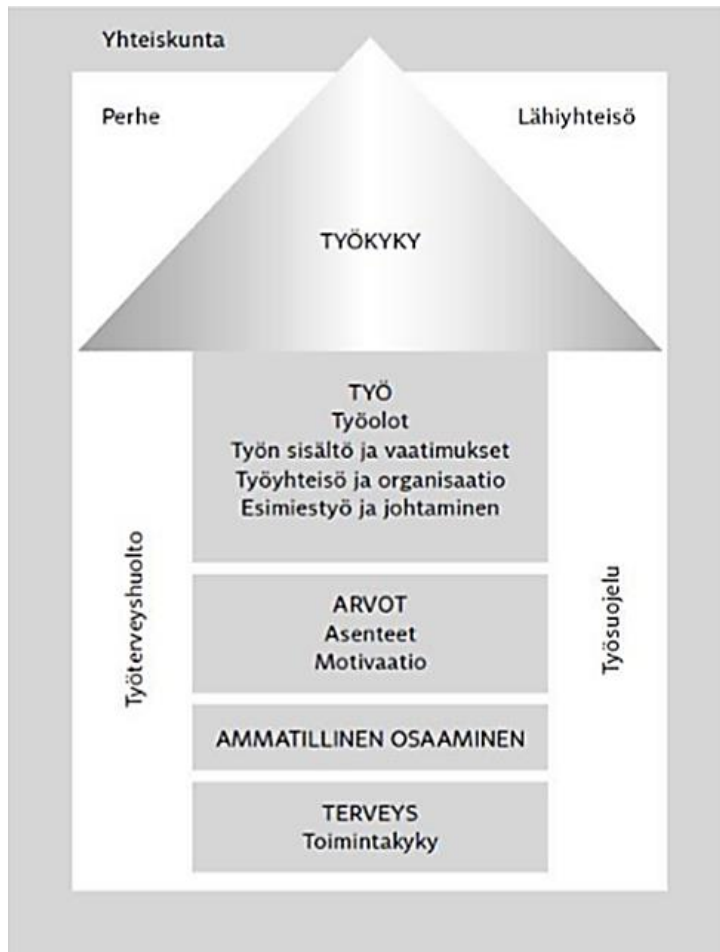 Yhteiskunta
Perhe
Lähiyhteisö
TYÖKYKY
TYÖ
Työolot
Työn sisältö ja vaatimukset
Työyhteisö ja organisaatio
Esimiestyö ja johtaminen
Työterveyshuolto
Työsuojelu
ARVOT
Asenteet
Motivaatio
AMMATILLINEN OSAAMINEN
TERVEYS
Toimintakyky